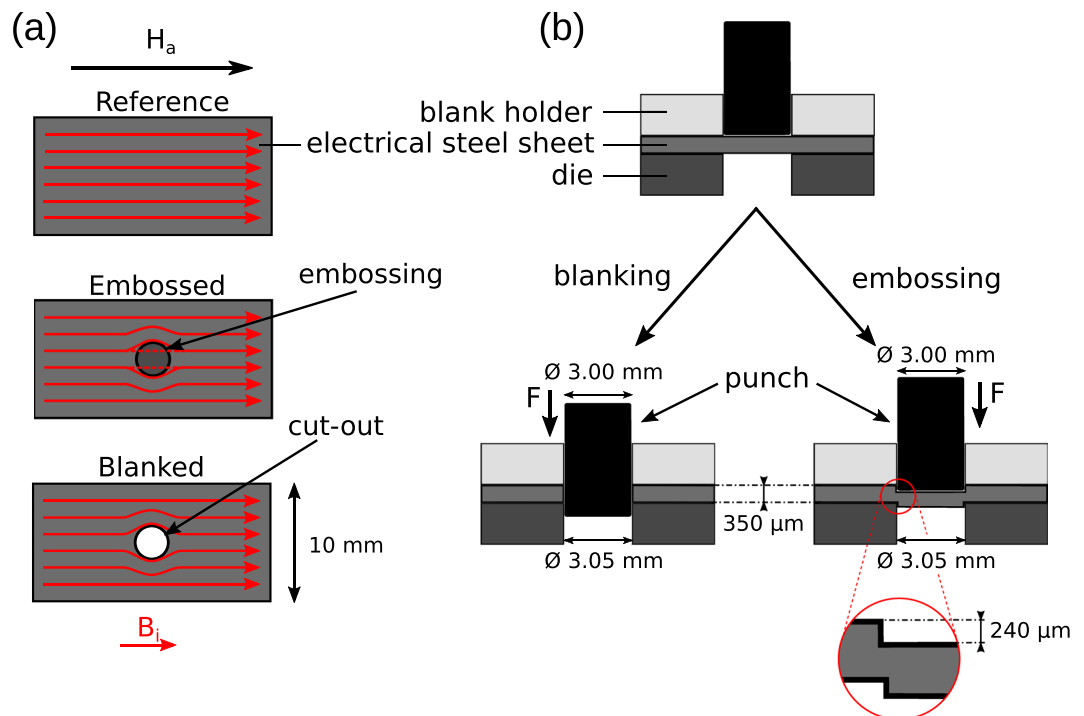 (a)
Hₐ
Reference
Embossed
embossing
cut-out
Blanked
10 mm
Bᵢ
(b)
blank holder
electrical steel sheet
die
blanking
embossing
Ø 3.00 mm
F
punch
Ø 3.00 mm
F
350 µm
Ø 3.05 mm
Ø 3.05 mm
240 µm